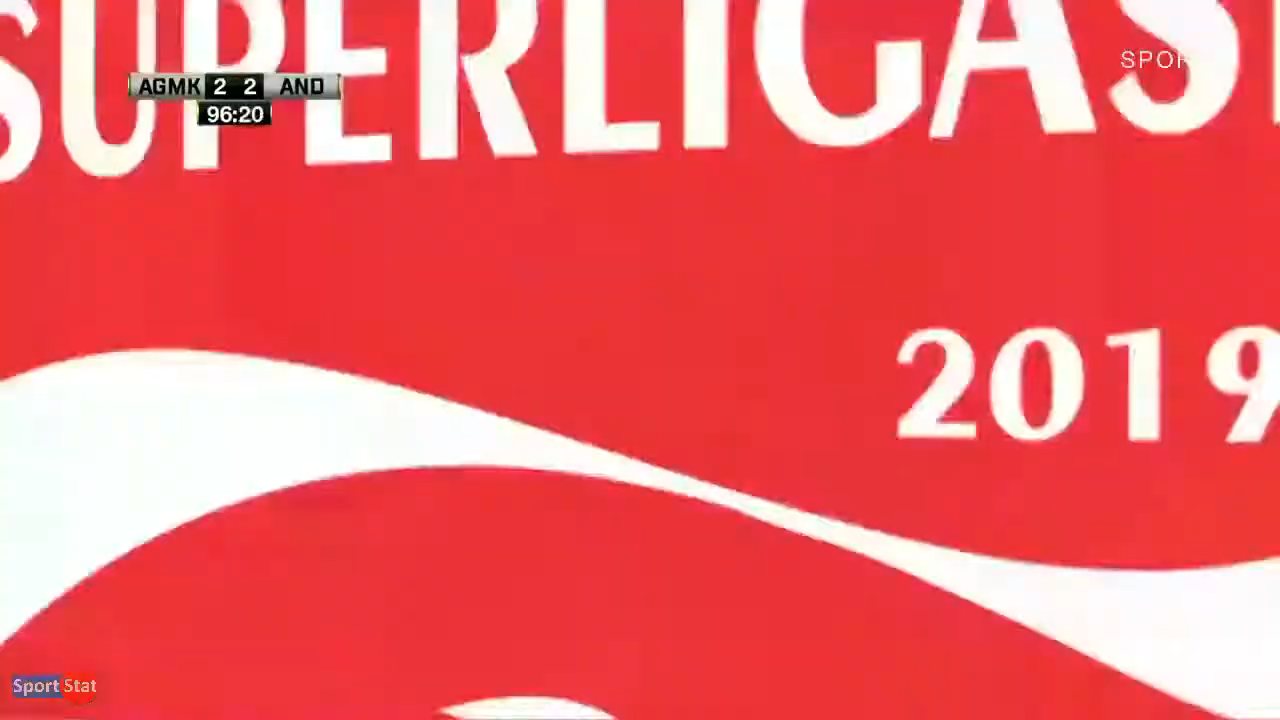 SUPERLIGASI
SPOR
AGMK 2 2 AND
96:20
2019
Sport Stat